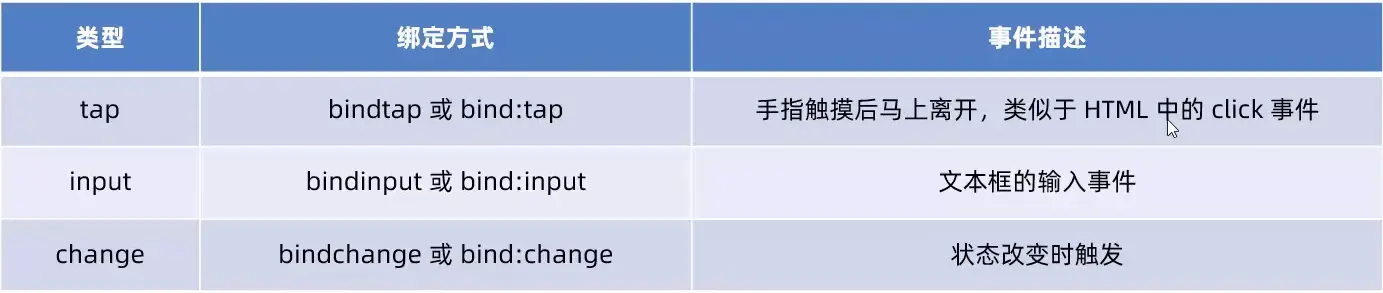 类型 绑定方式 事件描述
tap bindtap 或 bind:tap 手指触摸后马上离开，类似于 HTML 中的 click 事件
input bindinput 或 bind:input 文本框的输入事件
change bindchange 或 bind:change 状态改变时触发